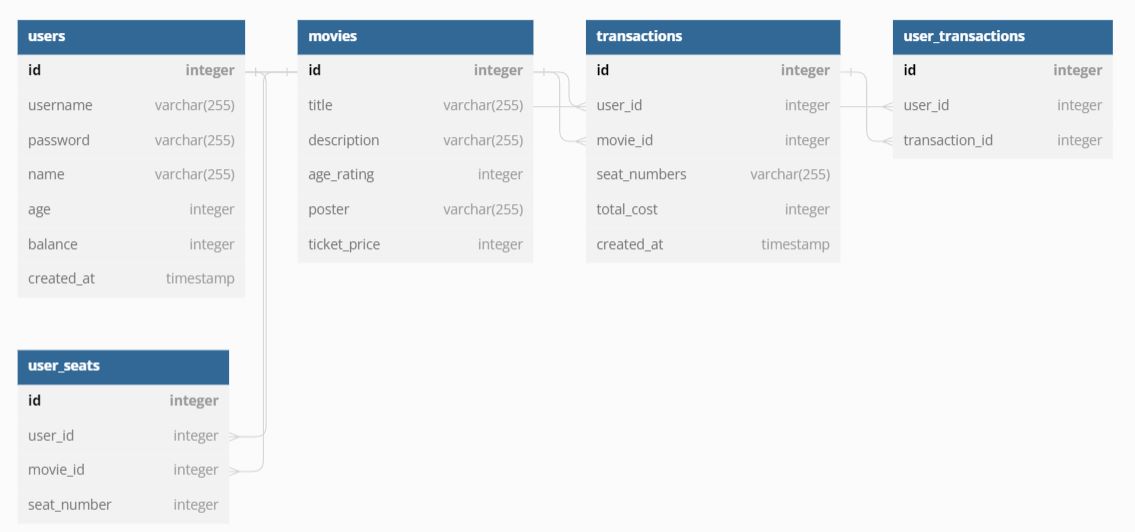 users
id integer
username varchar(255)
password varchar(255)
name varchar(255)
age integer
balance integer
created_at timestamp
movies
id integer
title varchar(255)
description varchar(255)
age_rating integer
poster varchar(255)
ticket_price integer
transactions
id integer
user_id integer
movie_id integer
seat_numbers varchar(255)
total_cost integer
created_at timestamp
user_transactions
id integer
user_id integer
transaction_id integer
user_seats
id integer
user_id integer
movie_id integer
seat_number integer